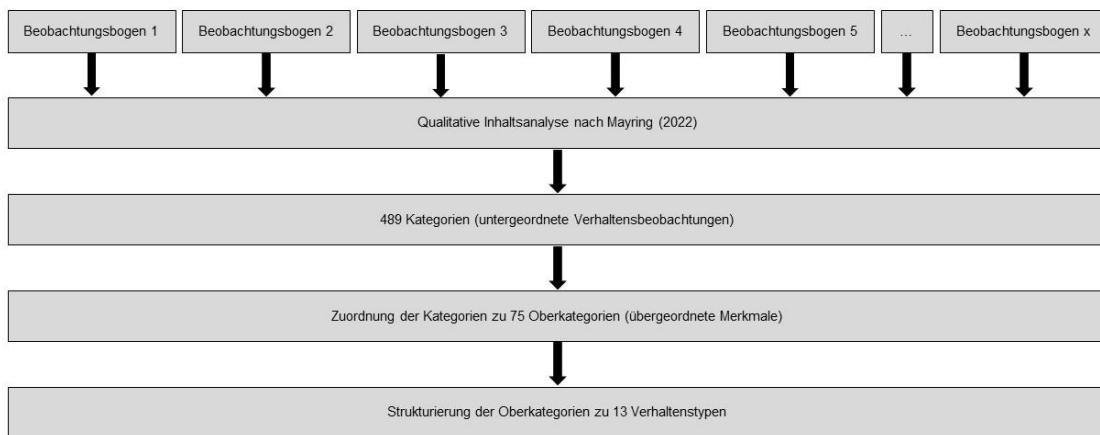 Beobachtungsbogen 1
Beobachtungsbogen 2
Beobachtungsbogen 3
Beobachtungsbogen 4
Beobachtungsbogen 5
…
Beobachtungsbogen x
Qualitative Inhaltsanalyse nach Mayring (2022)
489 Kategorien (untergeordnete Verhaltensbeobachtungen)
Zuordnung der Kategorien zu 75 Oberkategorien (übergeordnete Merkmale)
Strukturierung der Oberkategorien zu 13 Verhaltenstypen